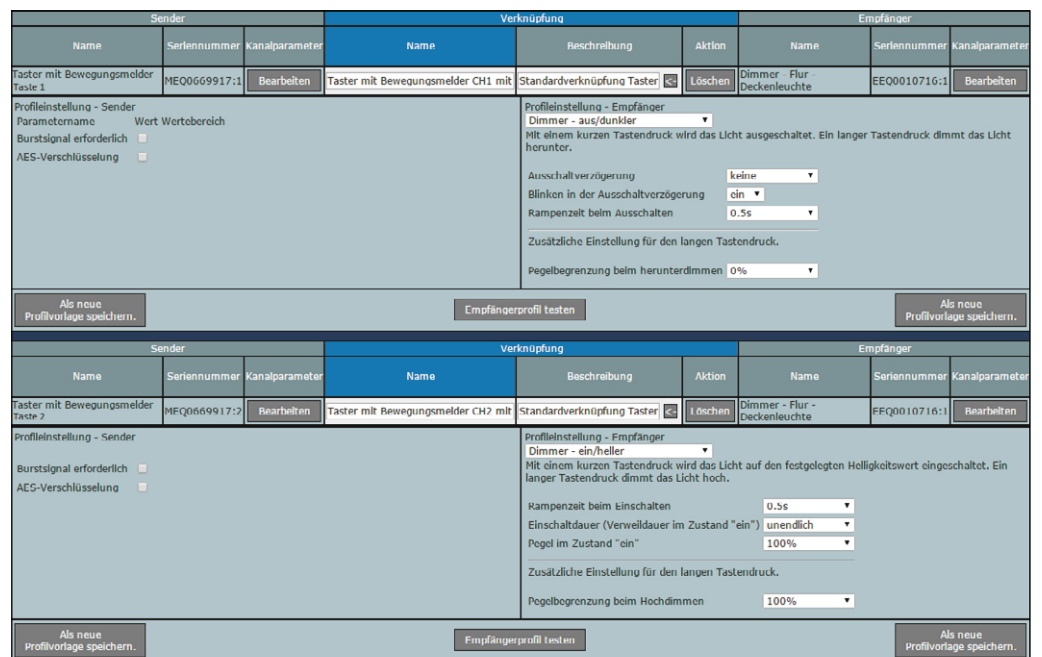 Sender Verknüpfung Empfänger
Name Seriennummer Kanalparameter Name Beschreibung Aktion Name Seriennummer Kanalparameter
Taster mit Bewegungsmelder Taste 1 MEQ0669917:1 Bearbeiten Taster mit Bewegungsmelder CH1 mit Standardverknüpfung Taster <- Löschen Dimmer - Flur - Deckenleuchte EEQ0010716:1 Bearbeiten
Profileinstellung - Sender
Parametername Wert Wertebereich
Burstsignal erforderlich
AES-Verschlüsselung
Profileinstellung - Empfänger
Dimmer - aus/dunkler
Mit einem kurzen Tastendruck wird das Licht ausgeschaltet. Ein langer Tastendruck dimmt das Licht
herunter.
Ausschaltverzögerung keine
Blinken in der Ausschaltverzögerung ein
Rampenzeit beim Ausschalten 0.5s
Zusätzliche Einstellung für den langen Tastendruck.
Pegelbegrenzung beim herunterdimmen 0%
Als neue
Profilvorlage speichern.
Empfängerprofil testen
Als neue
Profilvorlage speichern.
Sender Verknüpfung Empfänger
Name Seriennummer Kanalparameter Name Beschreibung Aktion Name Seriennummer Kanalparameter
Taster mit Bewegungsmelder Taste 2 MEQ0669917:2 Bearbeiten Taster mit Bewegungsmelder CH2 mit Standardverknüpfung Taster <- Löschen Dimmer - Flur - Deckenleuchte EEQ0010716:1 Bearbeiten
Profileinstellung - Sender
Burstsignal erforderlich
AES-Verschlüsselung
Profileinstellung - Empfänger
Dimmer - ein/heller
Mit einem kurzen Tastendruck wird das Licht auf den festgelegten Helligkeitswert eingeschaltet. Ein
langer Tastendruck dimmt das Licht hoch.
Rampenzeit beim Einschalten 0.5s
Einschaltdauer (Verweildauer im Zustand "ein") unendlich
Pegel im Zustand "ein" 100%
Zusätzliche Einstellung für den langen Tastendruck.
Pegelbegrenzung beim Hochdimmen 100%
Als neue
Profilvorlage speichern.
Empfängerprofil testen
Als neue
Profilvorlage speichern.